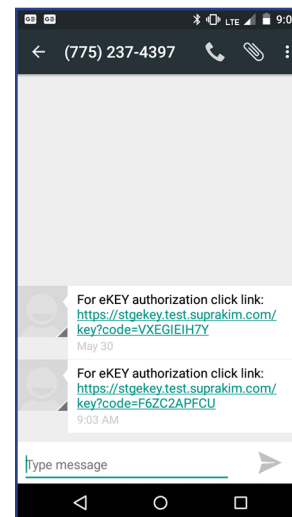 LTE 9:0
(775) 237-4397
For eKEY authorization click link:
https://stgekey.test.suprakim.com/
key?code=VXEGIEIH7Y
May 30
For eKEY authorization click link:
https://stgekey.test.suprakim.com/
key?code=F6ZC2APFCU
9:03 AM
Type message